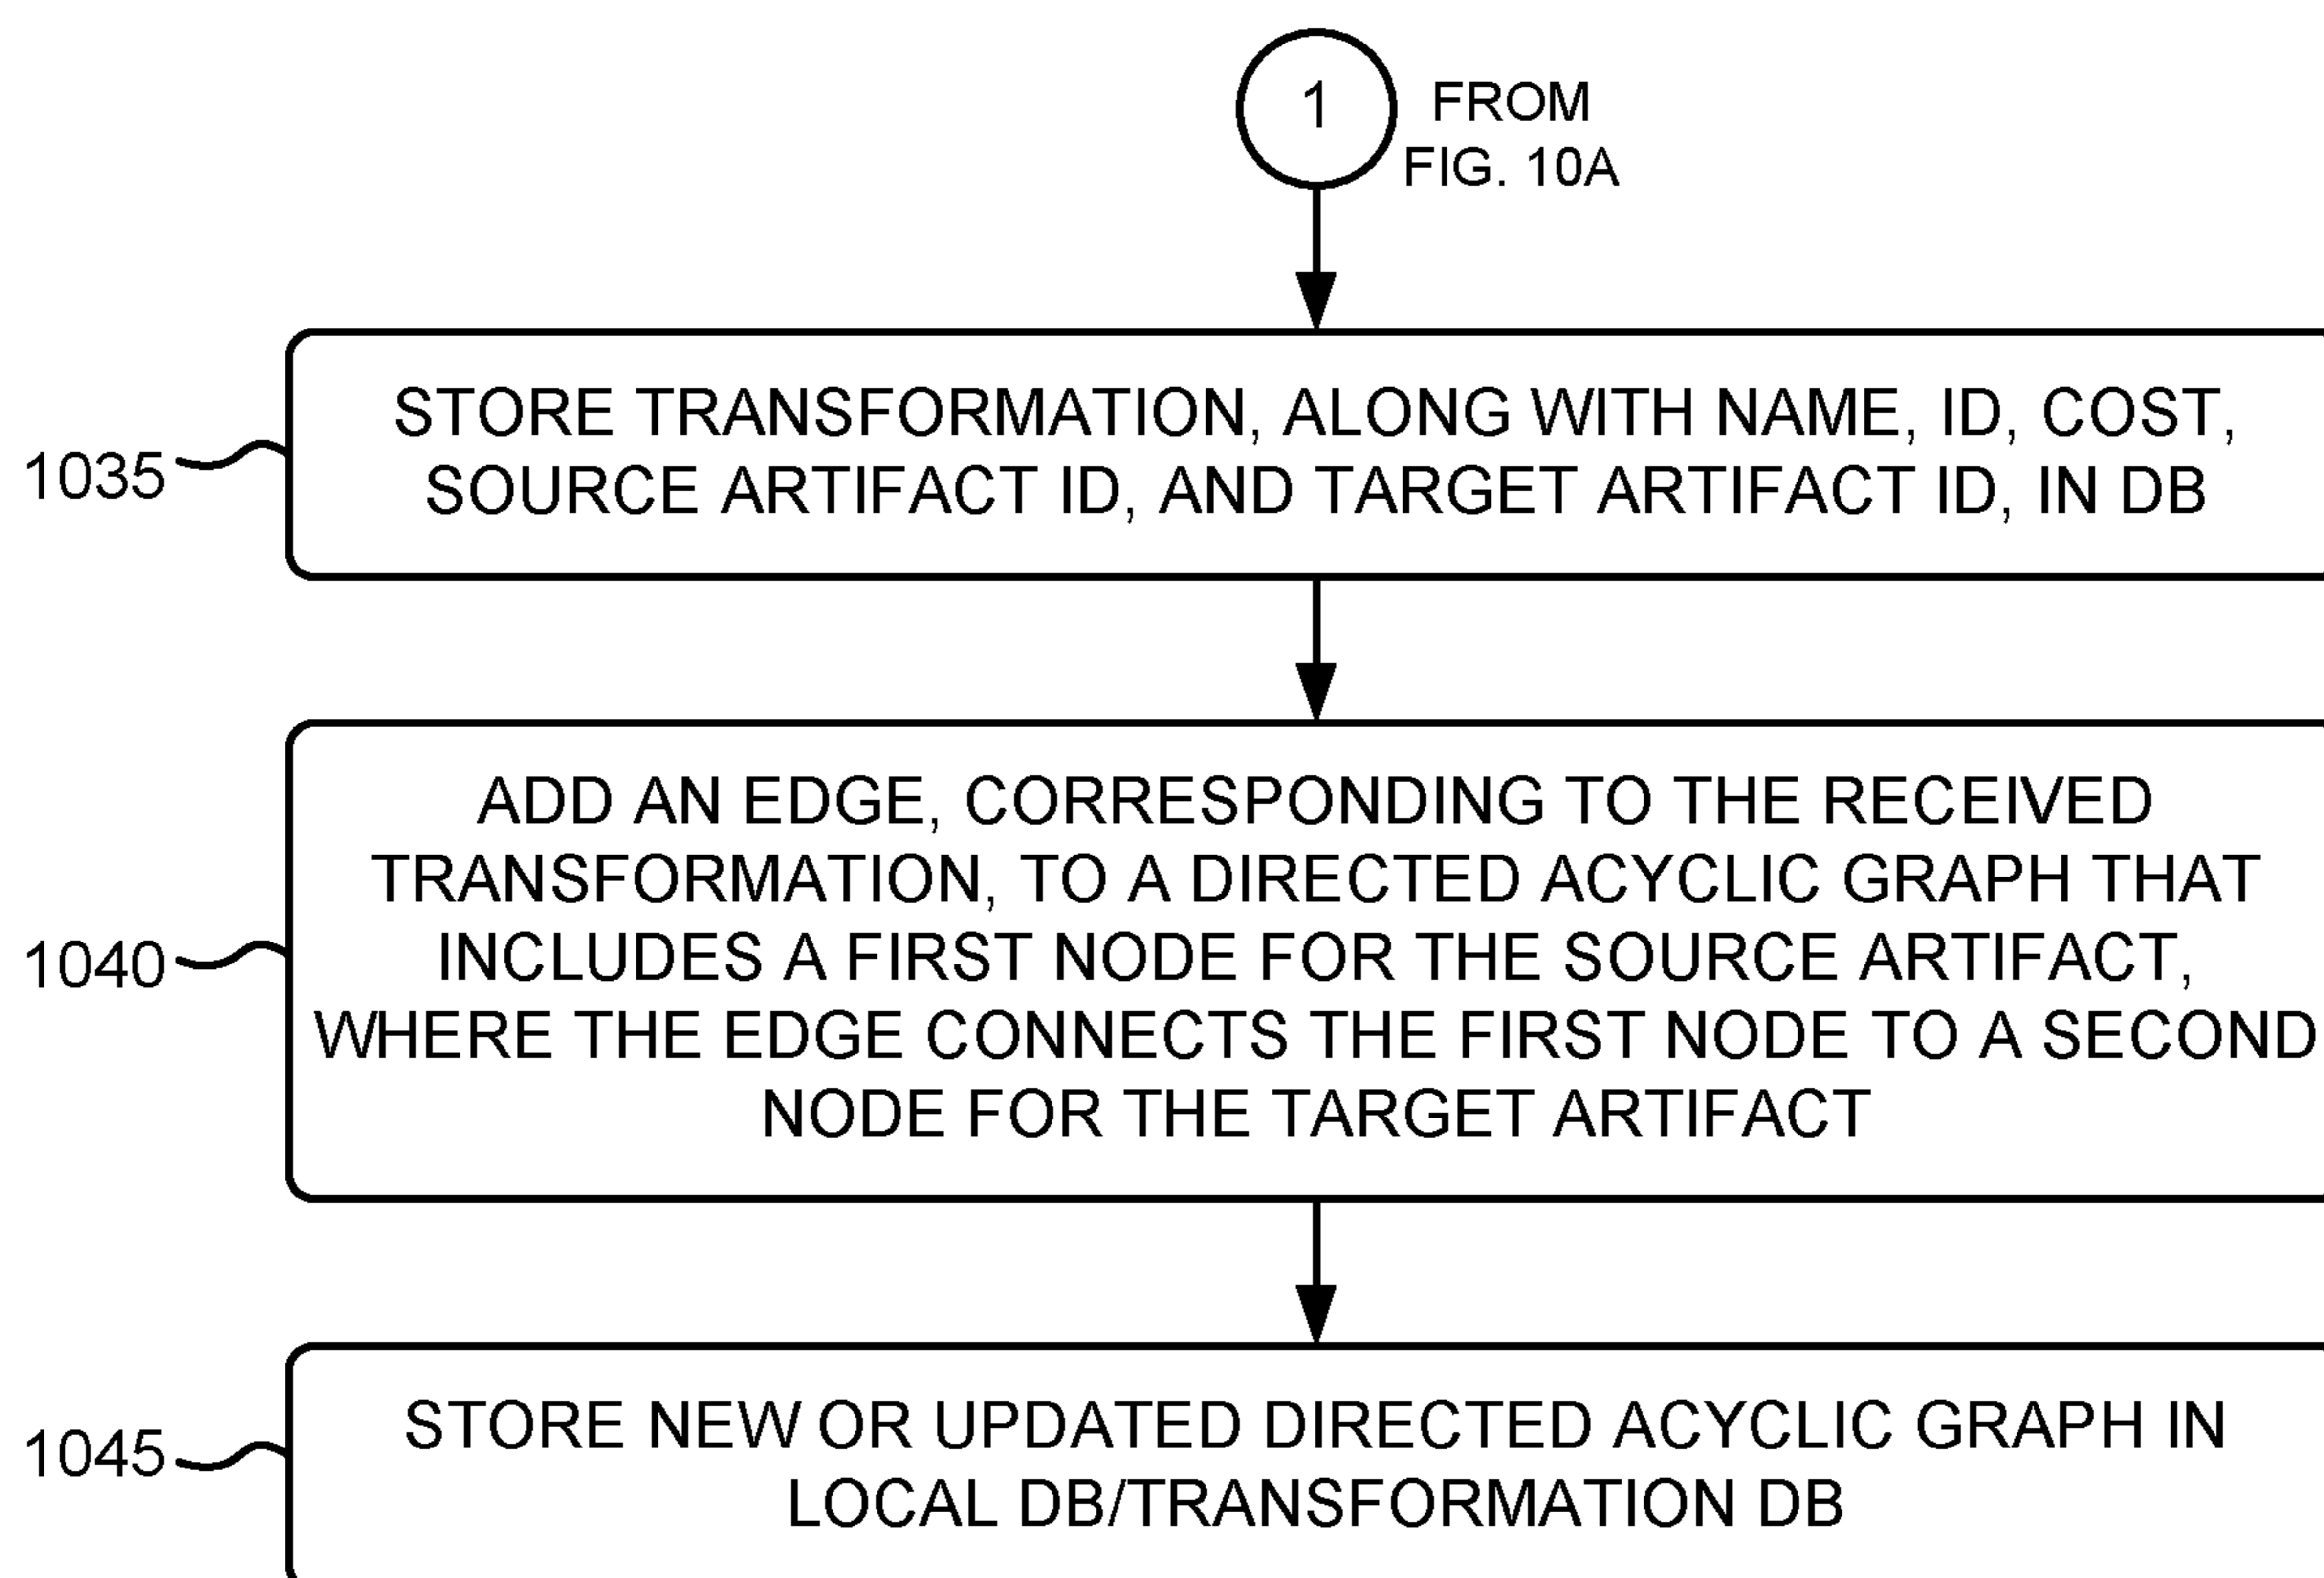 1
FROM
FIG. 10A
1035
STORE TRANSFORMATION, ALONG WITH NAME, ID, COST,
SOURCE ARTIFACT ID, AND TARGET ARTIFACT ID, IN DB
1040
ADD AN EDGE, CORRESPONDING TO THE RECEIVED
TRANSFORMATION, TO A DIRECTED ACYCLIC GRAPH THAT
INCLUDES A FIRST NODE FOR THE SOURCE ARTIFACT,
WHERE THE EDGE CONNECTS THE FIRST NODE TO A SECOND
NODE FOR THE TARGET ARTIFACT
1045
STORE NEW OR UPDATED DIRECTED ACYCLIC GRAPH IN
LOCAL DB/TRANSFORMATION DB